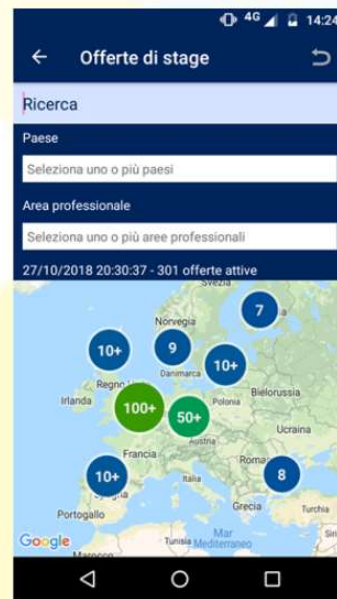 4G 14:24
Offerte di stage
Ricerca
Paese
Seleziona uno o più paesi
Area professionale
Seleziona uno o più aree professionali
27/10/2018 20:30:37 - 301 offerte attive
Svezia
7
Norvegia
10+
9
Danimarca
10+
Regno
Irlanda
Bielorussia
Polonia
100+
50+
Ucraina
Austria
Francia
10+
Italia
8
Portogallo
Grecia
Turchia
Google
Tunisia
Mar Mediterraneo
Marocco